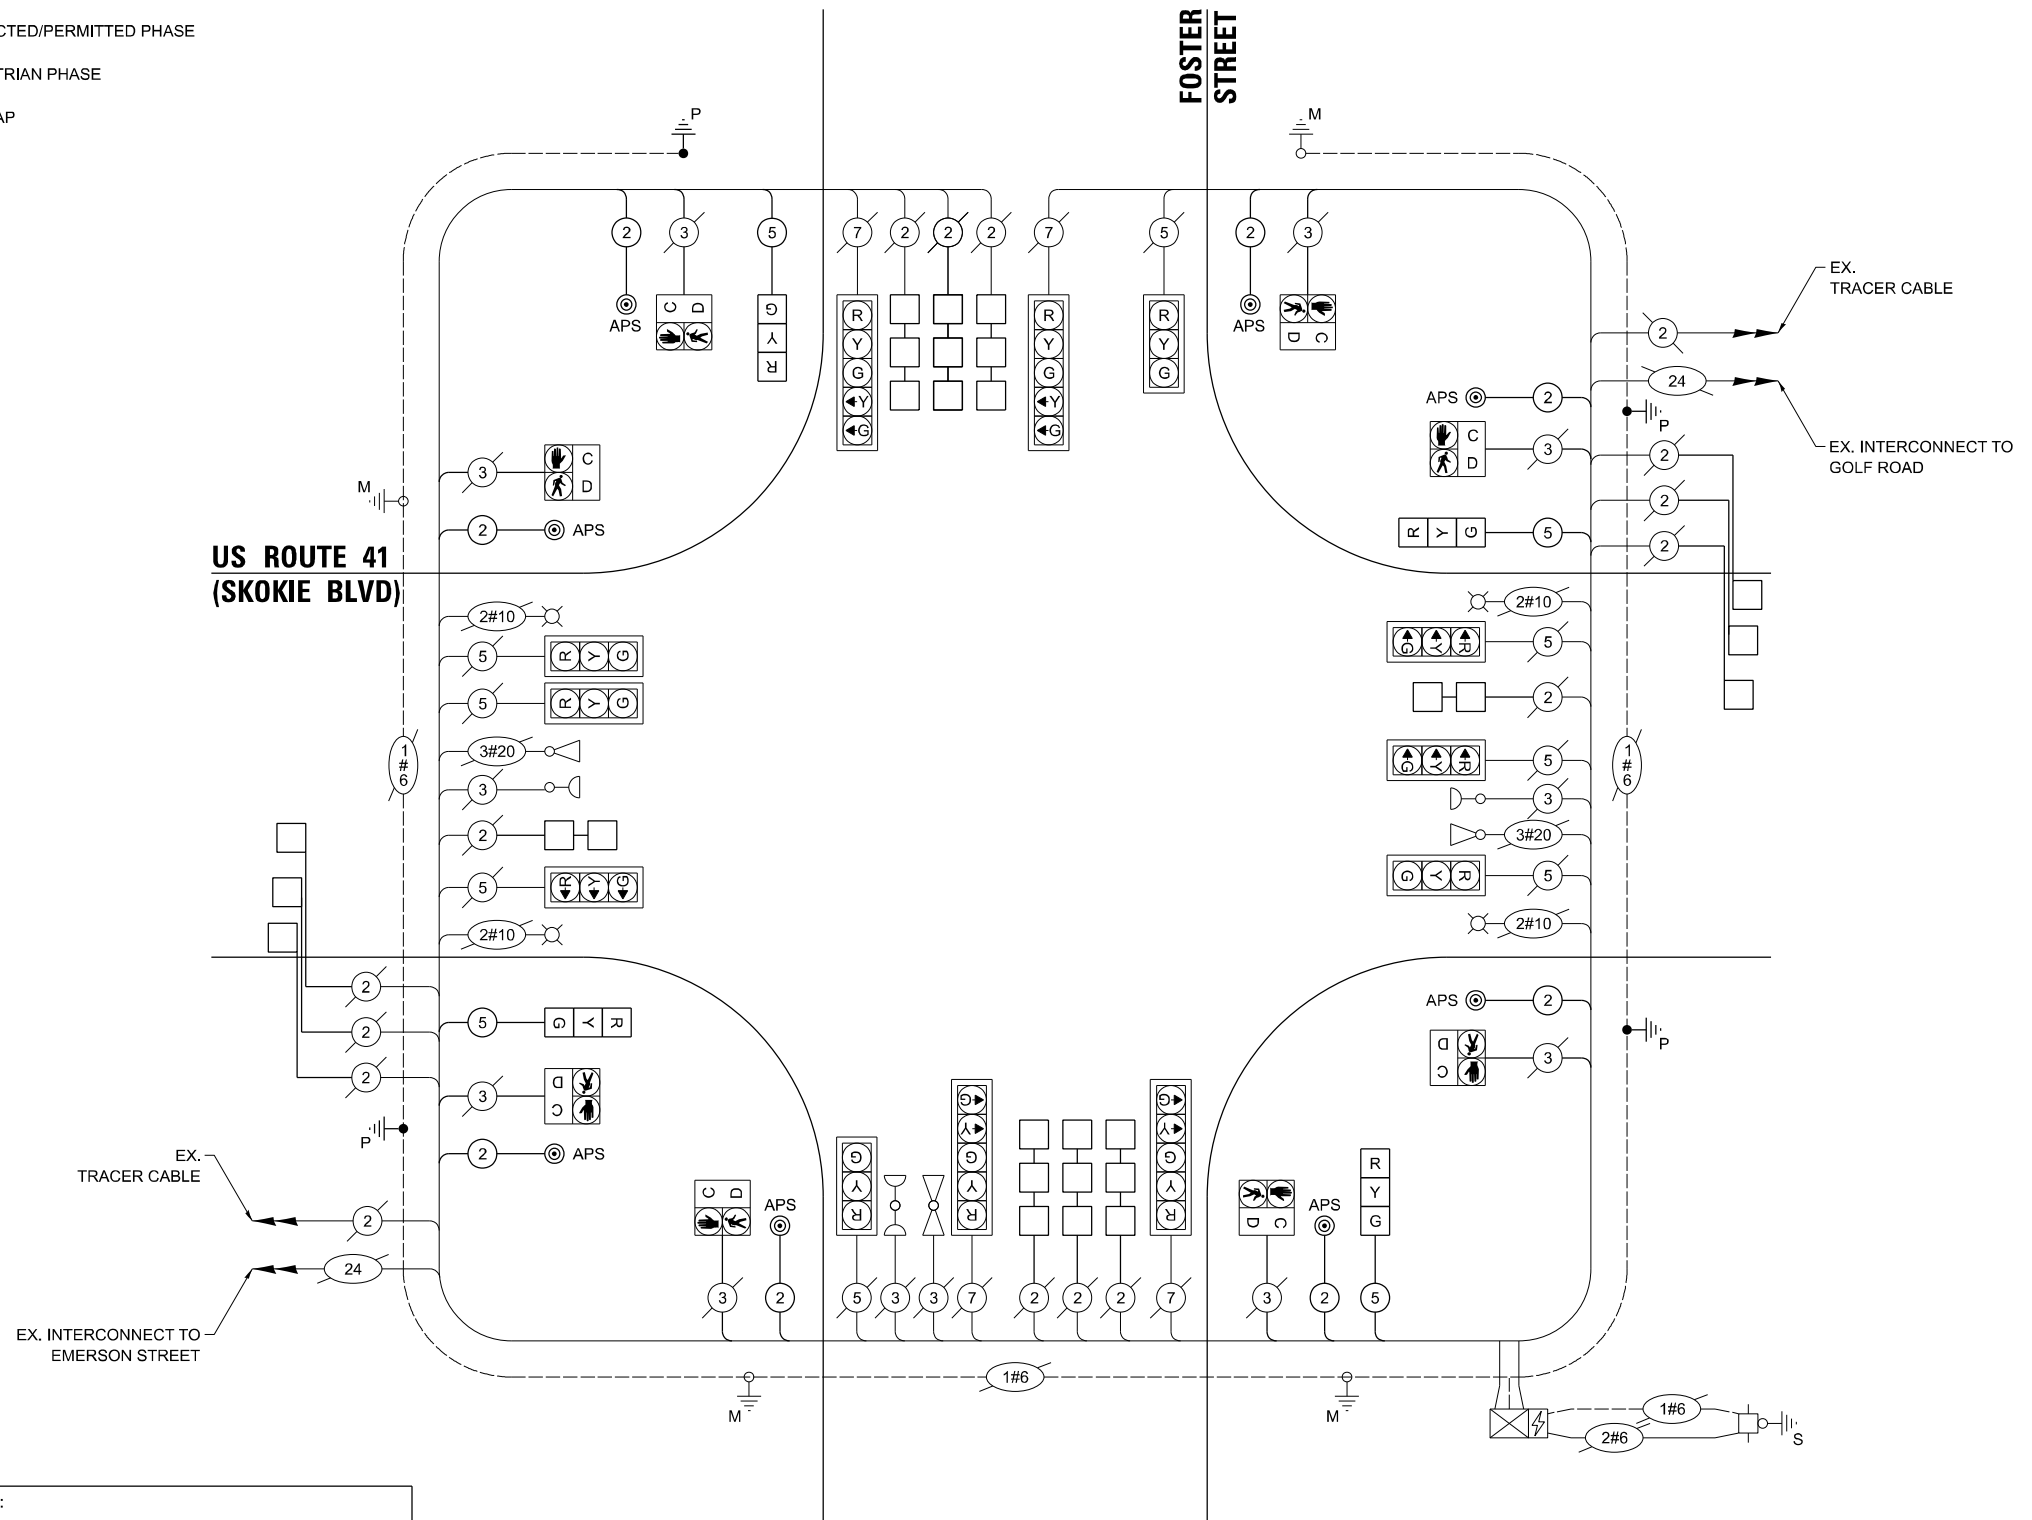 CTED/PERMITTED PHASE
TRIAN PHASE
AP
FOSTER
STREET
P
M
2
3
5
7
2
2
2
7
5
2
3
APS
C D
G
Y
R
R
Y
G
Y
G
R
Y
G
Y
G
R
Y
G
APS
D C
EX.
TRACER CABLE
2
24
EX. INTERCONNECT TO
GOLF ROAD
P
APS
2
C
D
3
2
2
R Y G
5
2
3
C
D
2
APS
M
US ROUTE 41
(SKOKIE BLVD)
2#10
5
R Y G
5
R Y G
3#20
3
2
5
R Y G
2#10
1
#
6
2#10
G Y R
5
2
G Y R
5
3
3#20
G Y R
5
2#10
1
#
6
2
2
2
5
G Y R
3
D
C
2
APS
P
EX.
TRACER CABLE
2
24
EX. INTERCONNECT TO
EMERSON STREET
APS
2
D
C
3
P
C D
APS
G
Y
R
G
Y
G
Y
R
G
Y
G
Y
R
D C
APS
R
Y
G
3
2
5
3
3
7
2
2
2
7
3
2
5
1#6
M
M
1#6
2#6
S
: